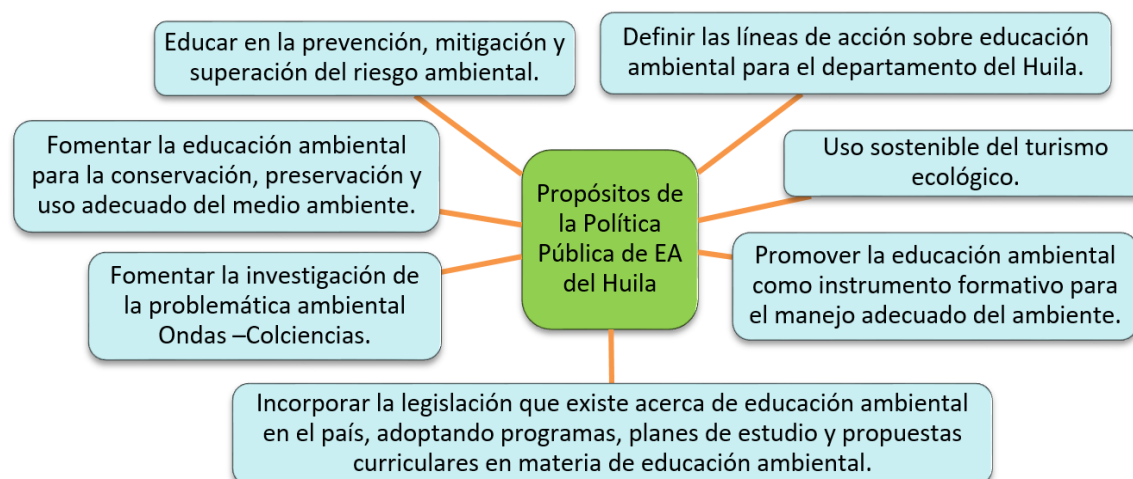 Educar en la prevención, mitigación y
superación del riesgo ambiental.
Definir las líneas de acción sobre educación
ambiental para el departamento del Huila.
Fomentar la educación ambiental
para la conservación, preservación y
uso adecuado del medio ambiente.
Propósitos de
la Política
Pública de EA
del Huila
Uso sostenible del turismo
ecológico.
Fomentar la investigación de
la problemática ambiental
Ondas –Colciencias.
Promover la educación ambiental
como instrumento formativo para
el manejo adecuado del ambiente.
Incorporar la legislación que existe acerca de educación ambiental
en el país, adoptando programas, planes de estudio y propuestas
curriculares en materia de educación ambiental.